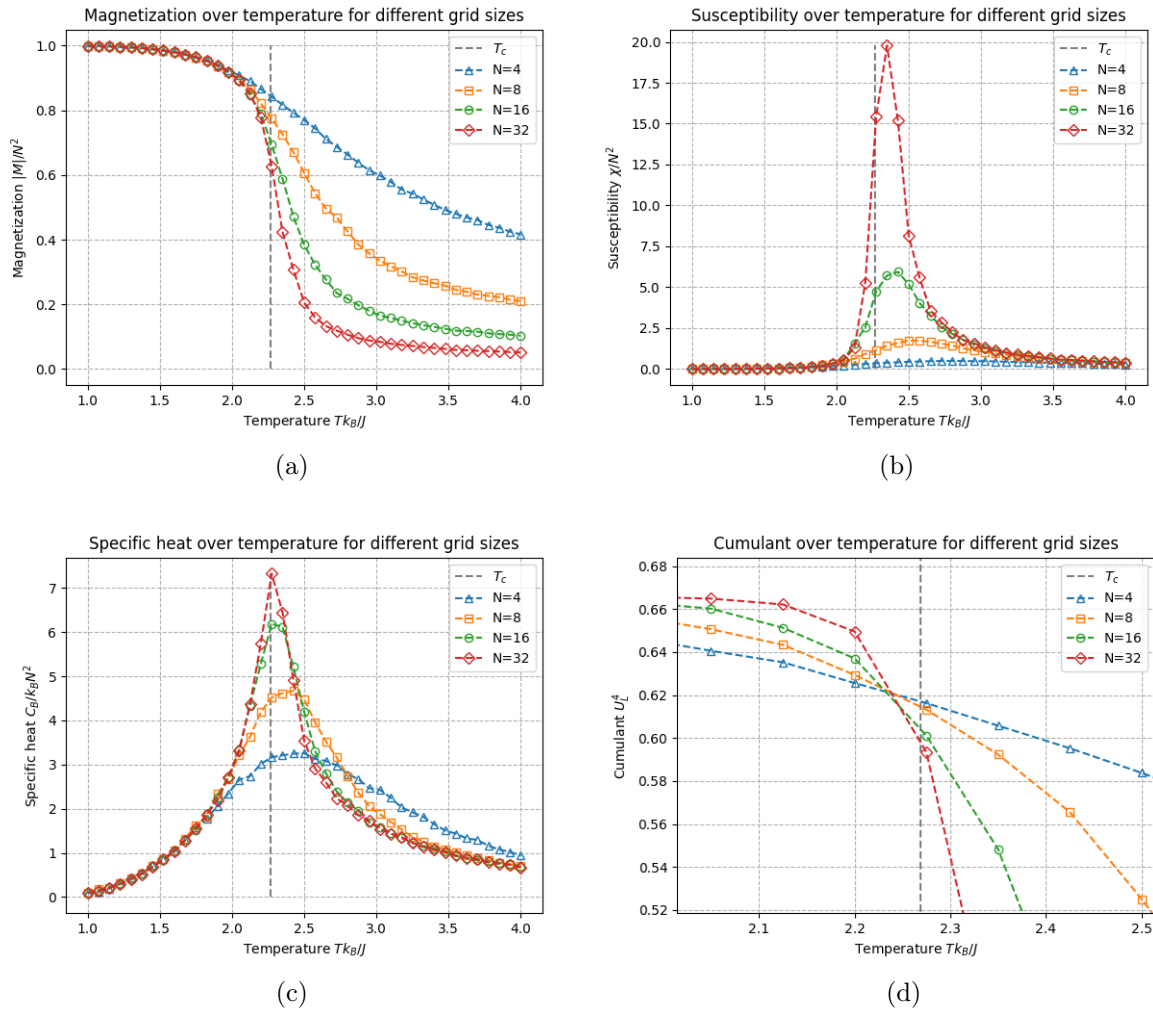 Magnetization over temperature for different grid sizes
Magnetization |M|/N²
1.0
0.8
0.6
0.4
0.2
0.0
T_c
N=4
N=8
N=16
N=32
1.0 1.5 2.0 2.5 3.0 3.5 4.0
Temperature Tk_B/J
(a)
Susceptibility over temperature for different grid sizes
Susceptibility χ/N²
20.0
17.5
15.0
12.5
10.0
7.5
5.0
2.5
0.0
T_c
N=4
N=8
N=16
N=32
1.0 1.5 2.0 2.5 3.0 3.5 4.0
Temperature Tk_B/J
(b)
Specific heat over temperature for different grid sizes
Specific heat C_B/k_BN²
7
6
5
4
3
2
1
0
T_c
N=4
N=8
N=16
N=32
1.0 1.5 2.0 2.5 3.0 3.5 4.0
Temperature Tk_B/J
(c)
Cumulant over temperature for different grid sizes
Cumulant U_L⁴
0.68
0.66
0.64
0.62
0.60
0.58
0.56
0.54
0.52
T_c
N=4
N=8
N=16
N=32
2.1 2.2 2.3 2.4 2.5
Temperature Tk_B/J
(d)